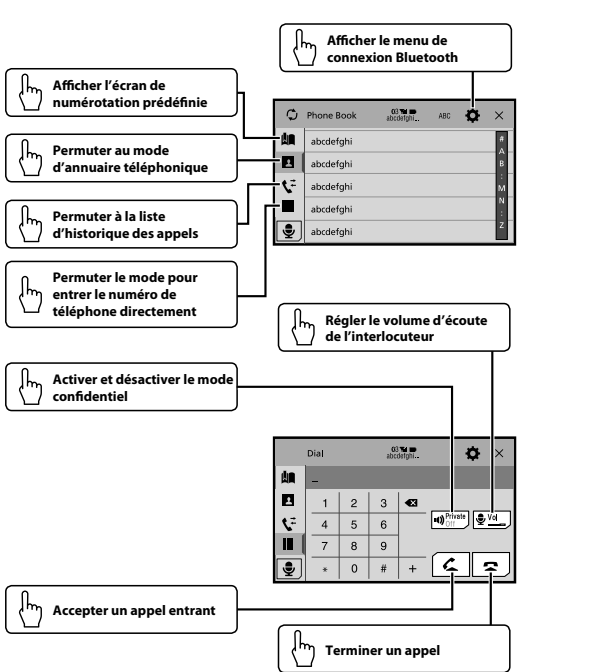 Afficher le menu de
connexion Bluetooth
Afficher l'écran de
numérotation prédéfinie
Permuter au mode
d'annuaire téléphonique
Permuter à la liste
d'historique des appels
Permuter le mode pour
entrer le numéro de
téléphone directement
Phone Book
abcdefghi...
ABC
abcdefghi
abcdefghi
abcdefghi
abcdefghi
abcdefghi
#
A
B
:
M
N
:
Z
Régler le volume d'écoute
de l'interlocuteur
Activer et désactiver le mode
confidentiel
Dial
abcdefghi...
_
1 2 3
4 5 6
7 8 9
* 0 # +
Private
Off
Vol
Accepter un appel entrant
Terminer un appel